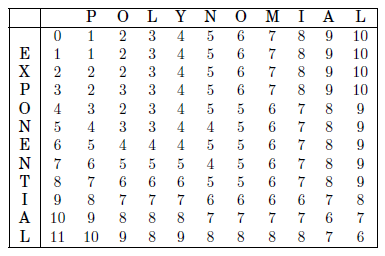 P O L Y N O M I A L
0 1 2 3 4 5 6 7 8 9 10
E 1 1 2 3 4 5 6 7 8 9 10
X 2 2 2 3 4 5 6 7 8 9 10
P 3 2 3 3 4 5 6 7 8 9 10
O 4 3 2 3 4 5 5 6 7 8 9
N 5 4 3 3 4 4 5 6 7 8 9
E 6 5 4 4 4 5 5 6 7 8 9
N 7 6 5 5 5 4 5 6 7 8 9
T 8 7 6 6 6 5 5 6 7 8 9
I 9 8 7 7 7 6 6 6 6 7 8
A 10 9 8 8 8 7 7 7 7 6 7
L 11 10 9 8 9 8 8 8 8 7 6